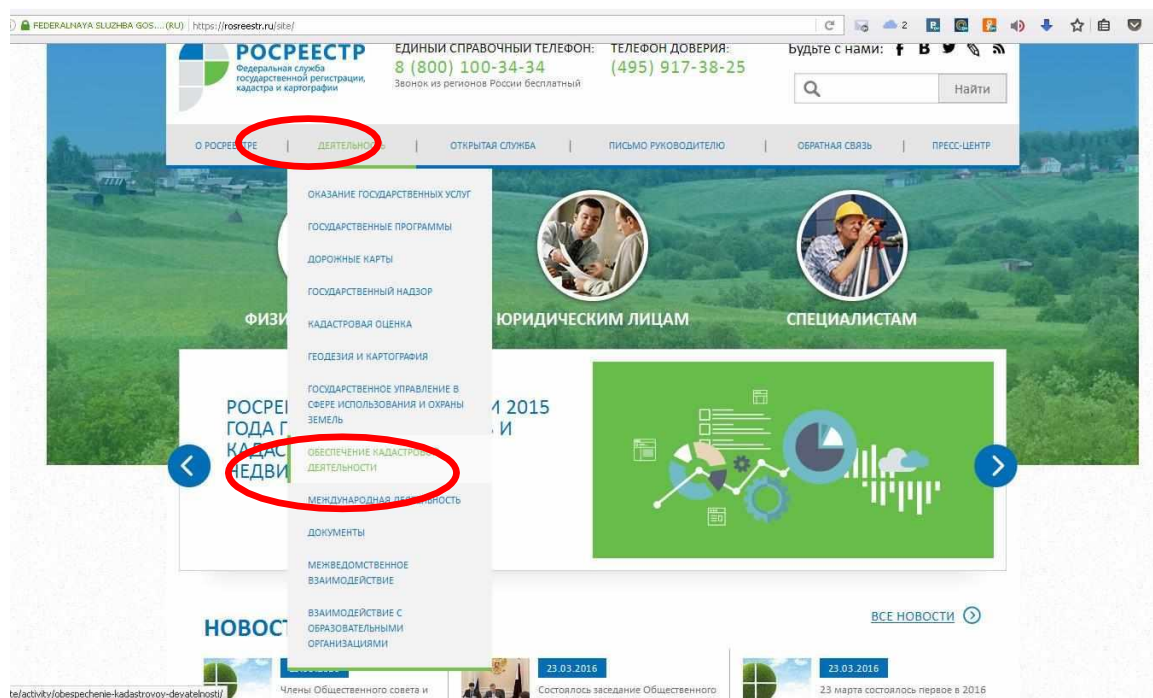 FEDERALNAYA SLUZHBA GOS.... (RU) https://rosreestr.ru/site/
2
РОСРЕЕСТР
Федеральная служба
государственной регистрации,
кадастра и картографии
ЕДИНЫЙ СПРАВОЧНЫЙ ТЕЛЕФОН:
8 (800) 100-34-34
Звонок из регионов России бесплатный
ТЕЛЕФОН ДОВЕРИЯ:
(495) 917-38-25
Будьте с нами:
Найти
О РОСРЕЕСТРЕ | ДЕЯТЕЛЬНОСТЬ | ОТКРЫТАЯ СЛУЖБА | ПИСЬМО РУКОВОДИТЕЛЮ | ОБРАТНАЯ СВЯЗЬ | ПРЕСС-ЦЕНТР
ОКАЗАНИЕ ГОСУДАРСТВЕННЫХ УСЛУГ
ГОСУДАРСТВЕННЫЕ ПРОГРАММЫ
ДОРОЖНЫЕ КАРТЫ
ГОСУДАРСТВЕННЫЙ НАДЗОР
КАДАСТРОВАЯ ОЦЕНКА
ГЕОДЕЗИЯ И КАРТОГРАФИЯ
ГОСУДАРСТВЕННОЕ УПРАВЛЕНИЕ В
СФЕРЕ ИСПОЛЬЗОВАНИЯ И ОХРАНЫ
ЗЕМЕЛЬ
ОБЕСПЕЧЕНИЕ КАДАСТРОВОЙ
ДЕЯТЕЛЬНОСТИ
МЕЖДУНАРОДНАЯ ДЕЯТЕЛЬНОСТЬ
ДОКУМЕНТЫ
МЕЖВЕДОМСТВЕННОЕ
ВЗАИМОДЕЙСТВИЕ
ВЗАИМОДЕЙСТВИЕ С
ОБРАЗОВАТЕЛЬНЫМИ
ОРГАНИЗАЦИЯМИ
ФИЗИ
ЮРИДИЧЕСКИМ ЛИЦАМ
СПЕЦИАЛИСТАМ
РОСРЕ И 2015
ГОДА И
КАДАС
НЕДВИ
НОВОС
ВСЕ НОВОСТИ
Члены Общественного совета и
23.03.2016
Состоялось заседание Общественного
23.03.2016
23 марта состоялось первое в 2016
te/activity/obespechenie-kadastrovoy-deyatelnosti/